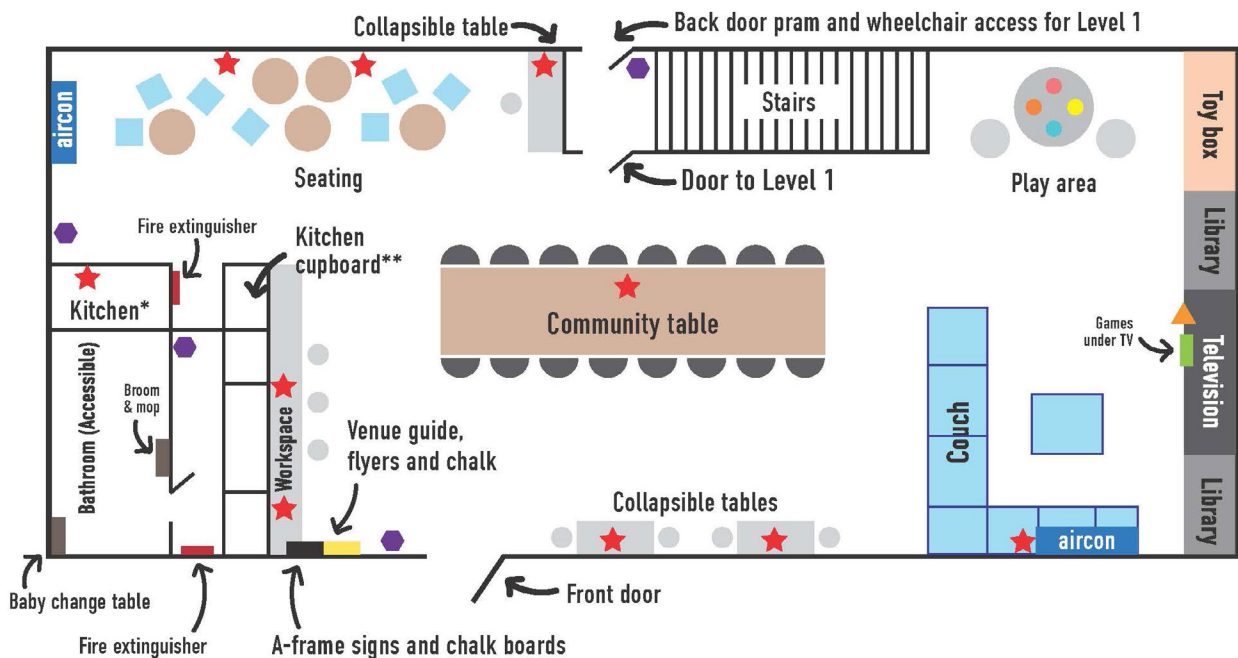 Collapsible table
Back door pram and wheelchair access for Level 1
aircon
Stairs
Toy box
Seating
Door to Level 1
Play area
Library
Fire extinguisher
Kitchen
cupboard**
Kitchen*
Community table
Games
under TV
Television
Broom
& mop
Bathroom (Accessible)
Workspace
Venue guide,
flyers and chalk
Couch
Collapsible tables
Library
aircon
Baby change table
Front door
Fire extinguisher
A-frame signs and chalk boards